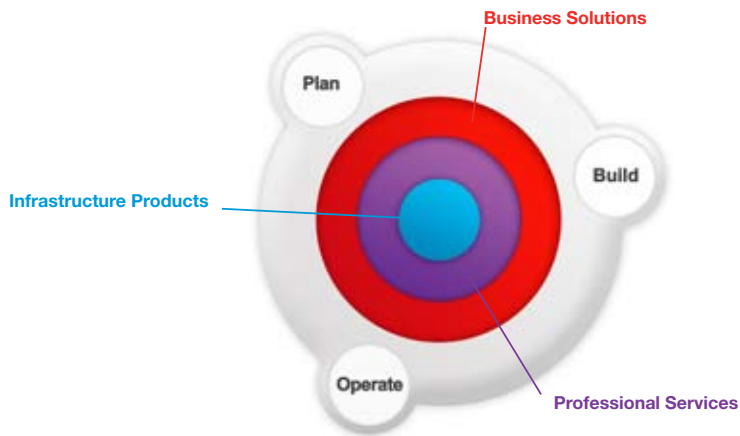 Business Solutions
Plan
Build
Infrastructure Products
Operate
Professional Services